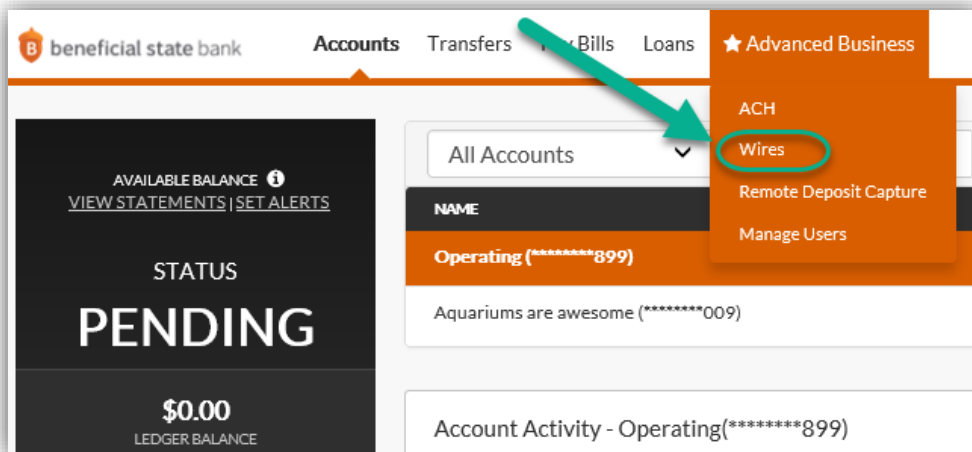 B beneficial state bank Accounts Transfers Pay Bills Loans ★ Advanced Business
ACH
Wires
Remote Deposit Capture
Manage Users
AVAILABLE BALANCE i
VIEW STATEMENTS | SET ALERTS
STATUS
PENDING
$0.00
LEDGER BALANCE
All Accounts
NAME
Operating (********899)
Aquariums are awesome (********009)
Account Activity - Operating(********899)